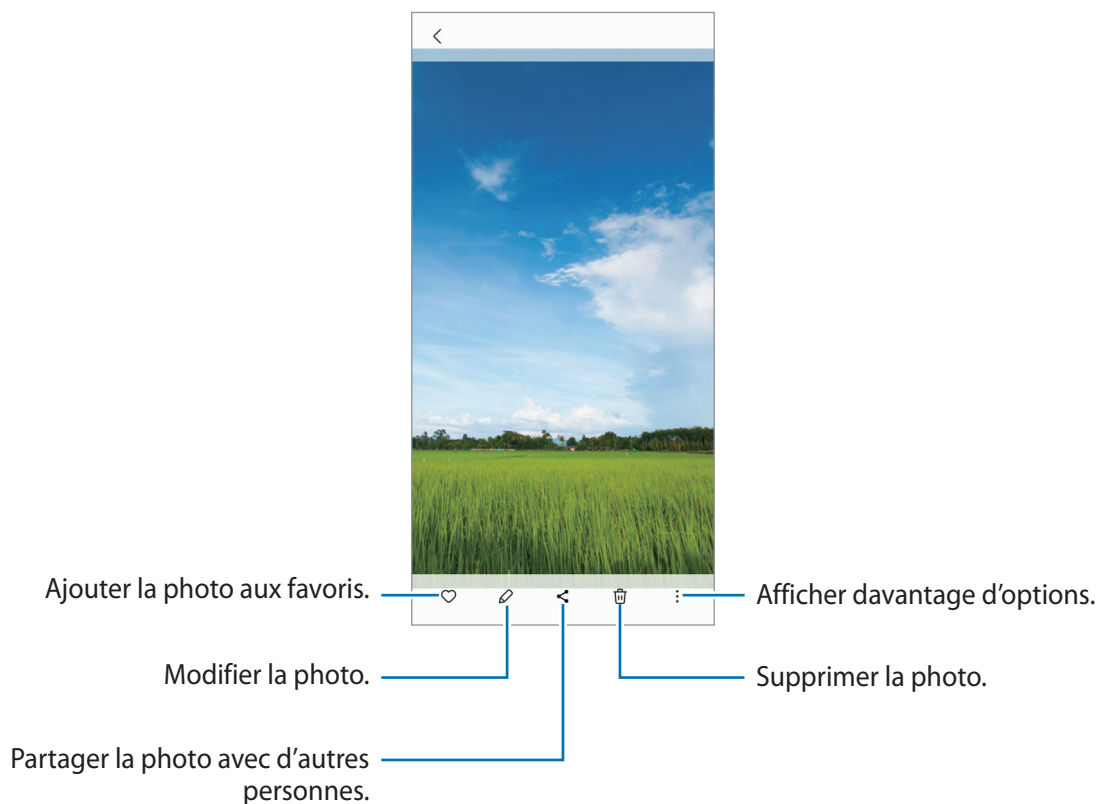 Ajouter la photo aux favoris.
Afficher davantage d’options.
Modifier la photo.
Supprimer la photo.
Partager la photo avec d’autres
personnes.